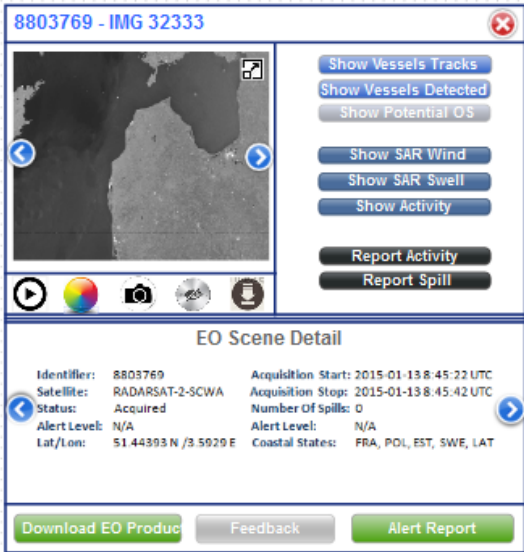 8803769 - IMG 32333
Show Vessels Tracks
Show Vessels Detected
Show Potential OS
Show SAR Wind
Show SAR Swell
Show Activity
Report Activity
Report Spill
EO Scene Detail
Identifier: 8803769 Acquisition Start: 2015-01-13 8:45:22 UTC
Satellite: RADARSAT-2-SCWA Acquisition Stop: 2015-01-13 8:45:42 UTC
Status: Acquired Number Of Spills: 0
Alert Level: N/A Alert Level: N/A
Lat/Lon: 51.44393 N /3.5929 E Coastal States: FRA, POL, EST, SWE, LAT
Download EO Produc Feedback Alert Report